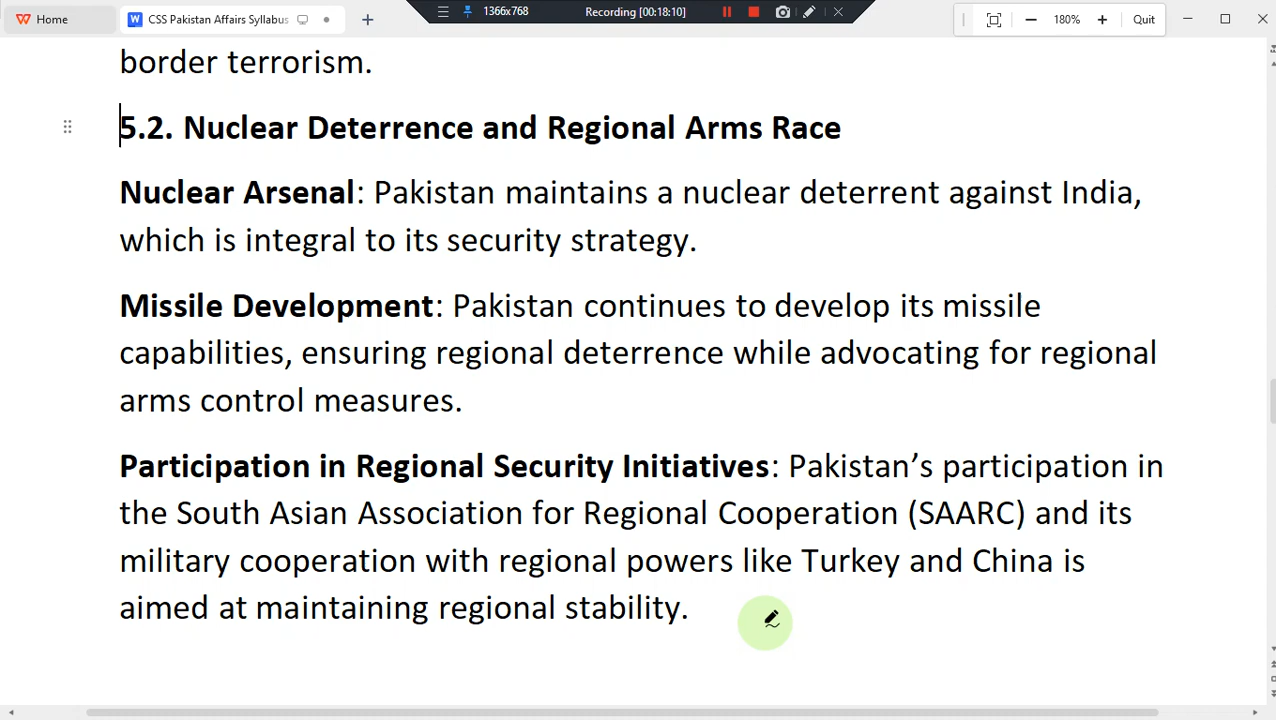 Home
CSS Pakistan Affairs Syllabus
1366x768
Recording [00:18:10]
180%
Quit
border terrorism.
5.2. Nuclear Deterrence and Regional Arms Race
Nuclear Arsenal: Pakistan maintains a nuclear deterrent against India,
which is integral to its security strategy.
Missile Development: Pakistan continues to develop its missile
capabilities, ensuring regional deterrence while advocating for regional
arms control measures.
Participation in Regional Security Initiatives: Pakistan’s participation in
the South Asian Association for Regional Cooperation (SAARC) and its
military cooperation with regional powers like Turkey and China is
aimed at maintaining regional stability.